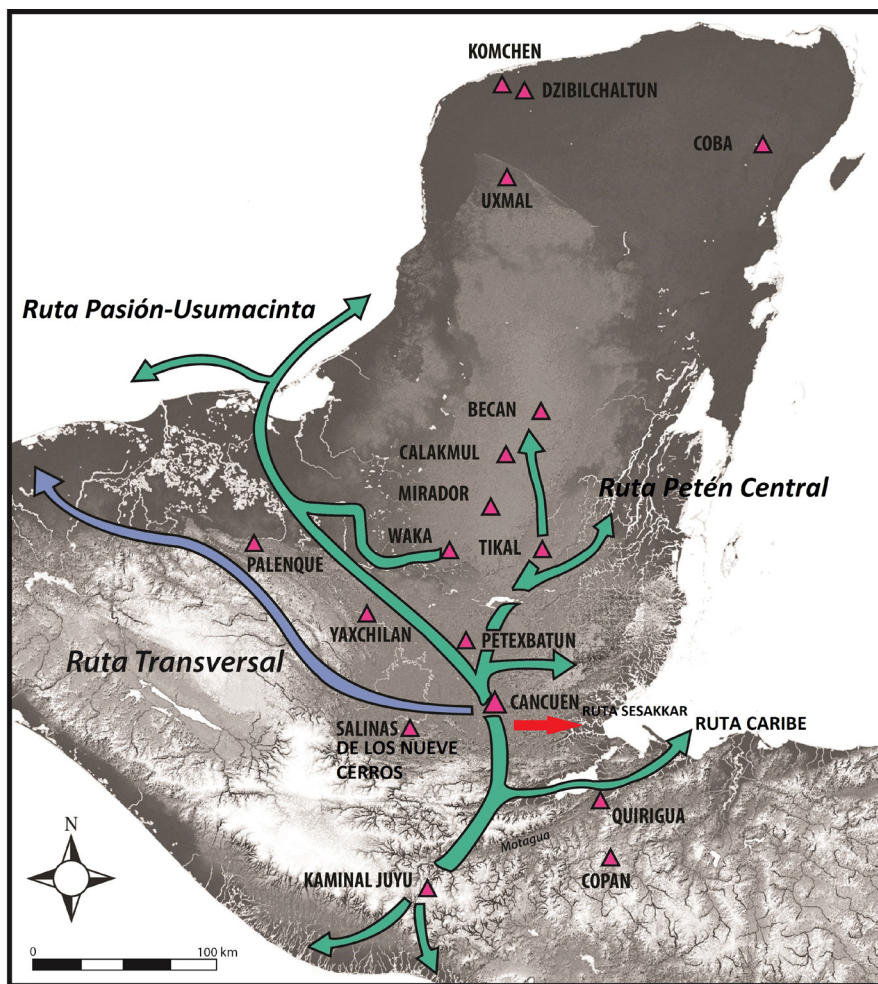 KOMCHEN
DZIBILCHALTUN
COBA
UXMAL
Ruta Pasión-Usumacinta
BECAN
CALAKMUL
Ruta Petén Central
MIRADOR
WAKA
TIKAL
PALENQUE
YAXCHILAN
PETEXBATUN
Ruta Transversal
CANCUEN
RUTA SESAKKAR
RUTA CARIBE
SALINAS
DE LOS NUEVE
CERROS
QUIRIGUA
Motagua
N
COPAN
KAMINAL JUYU
0 100 km